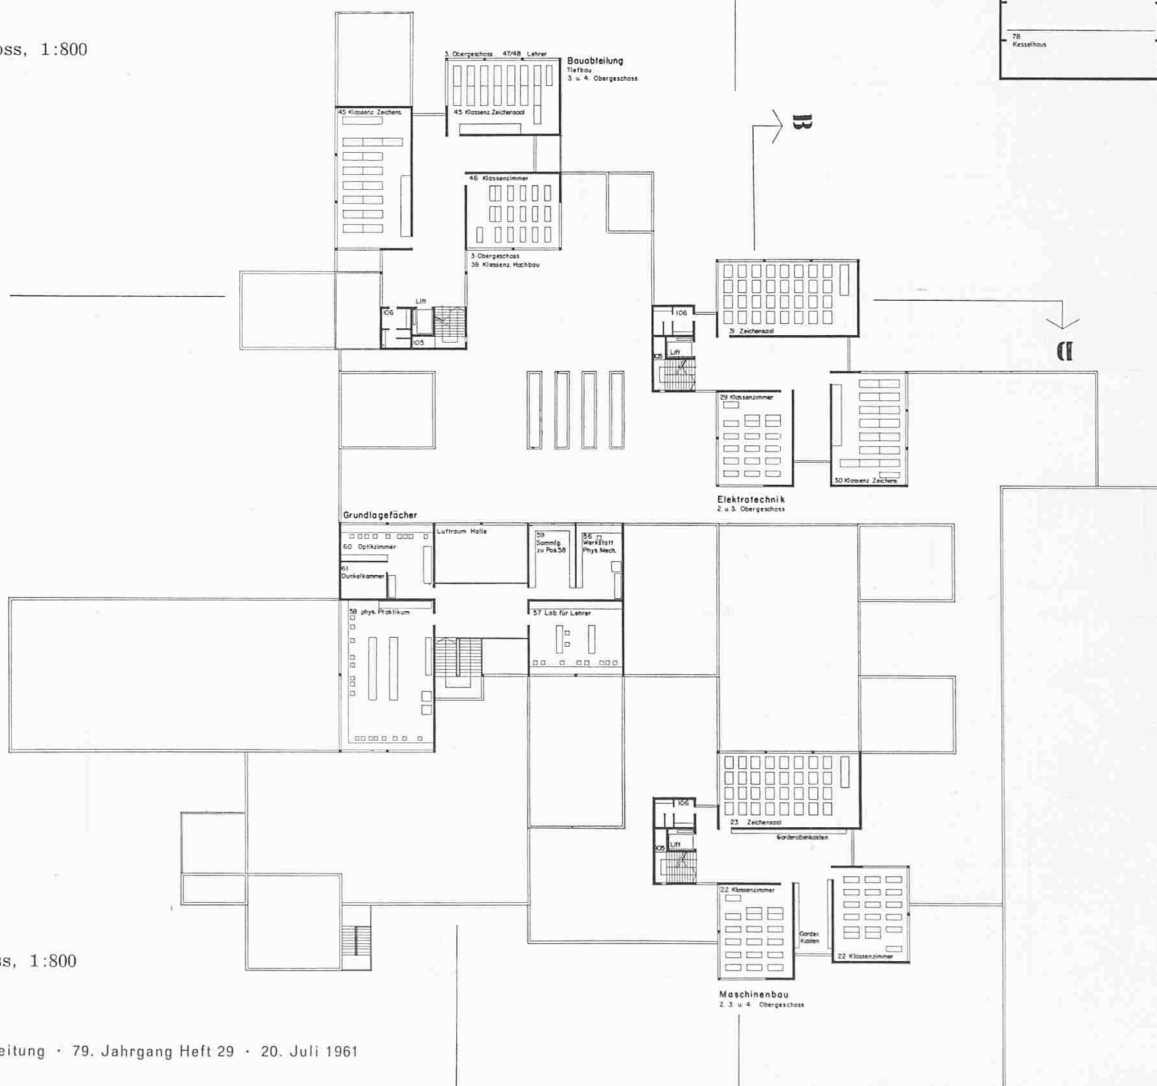 oss, 1:800
78
Kesselhaus
3. Obergeschoss 47/48 Lehrer
Bauabteilung
Tiefbau
3. u. 4. Obergeschoss
45 Klassenz. Zeichens.
45 Klassenz. Zeichensaal
B
46 Klassenzimmer
3. Obergeschoss
38 Klassenz. Hochbau
Lift
106
105
106
31 Zeichensaal
D
105
Lift
29 Klassenzimmer
30 Klassenz. Zeichens.
Elektrotechnik
2. u. 3. Obergeschoss
Grundlagefächer
Luftraum Halle
60 Optikzimmer
61
Dunkelkammer
59
Sammlg.
zu Pos.58
56
Werkstatt
Phys. Mech.
58 phys. Praktikum
57 Lab. für Lehrer
106
23 Zeichensaal
Garderobenkasten
105
Lift
22 Klassenzimmer
Garder.
Kasten
22 Klassenzimmer
ss, 1:800
Maschinenbau
2. 3. u. 4. Obergeschoss
eitung · 79. Jahrgang Heft 29 · 20. Juli 1961